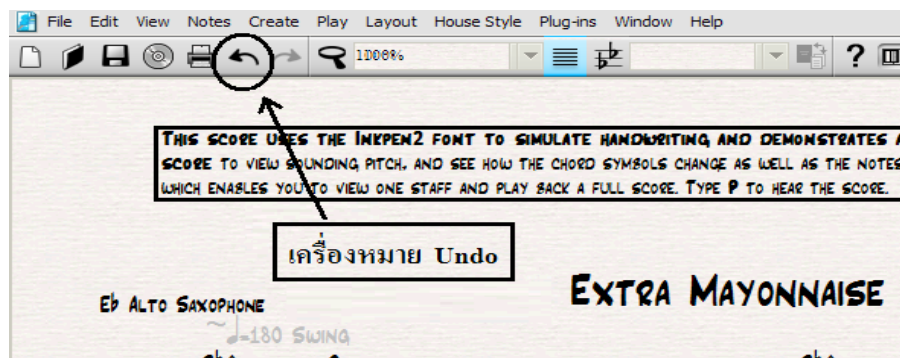 File Edit View Notes Create Play Layout House Style Plug-ins Window Help
100%
THIS SCORE USES THE INKPEN2 FONT TO SIMULATE HANDWRITING AND DEMONSTRATES
SCORE TO VIEW SOUNDING PITCH, AND SEE HOW THE CHORD SYMBOLS CHANGE AS WELL AS THE NOTES
WHICH ENABLES YOU TO VIEW ONE STAFF AND PLAY BACK A FULL SCORE. TYPE P TO HEAR THE SCORE.
เครื่องหมาย Undo
EXTRA MAYONNAISE
E♭ ALTO SAXOPHONE
♩=180 SWING